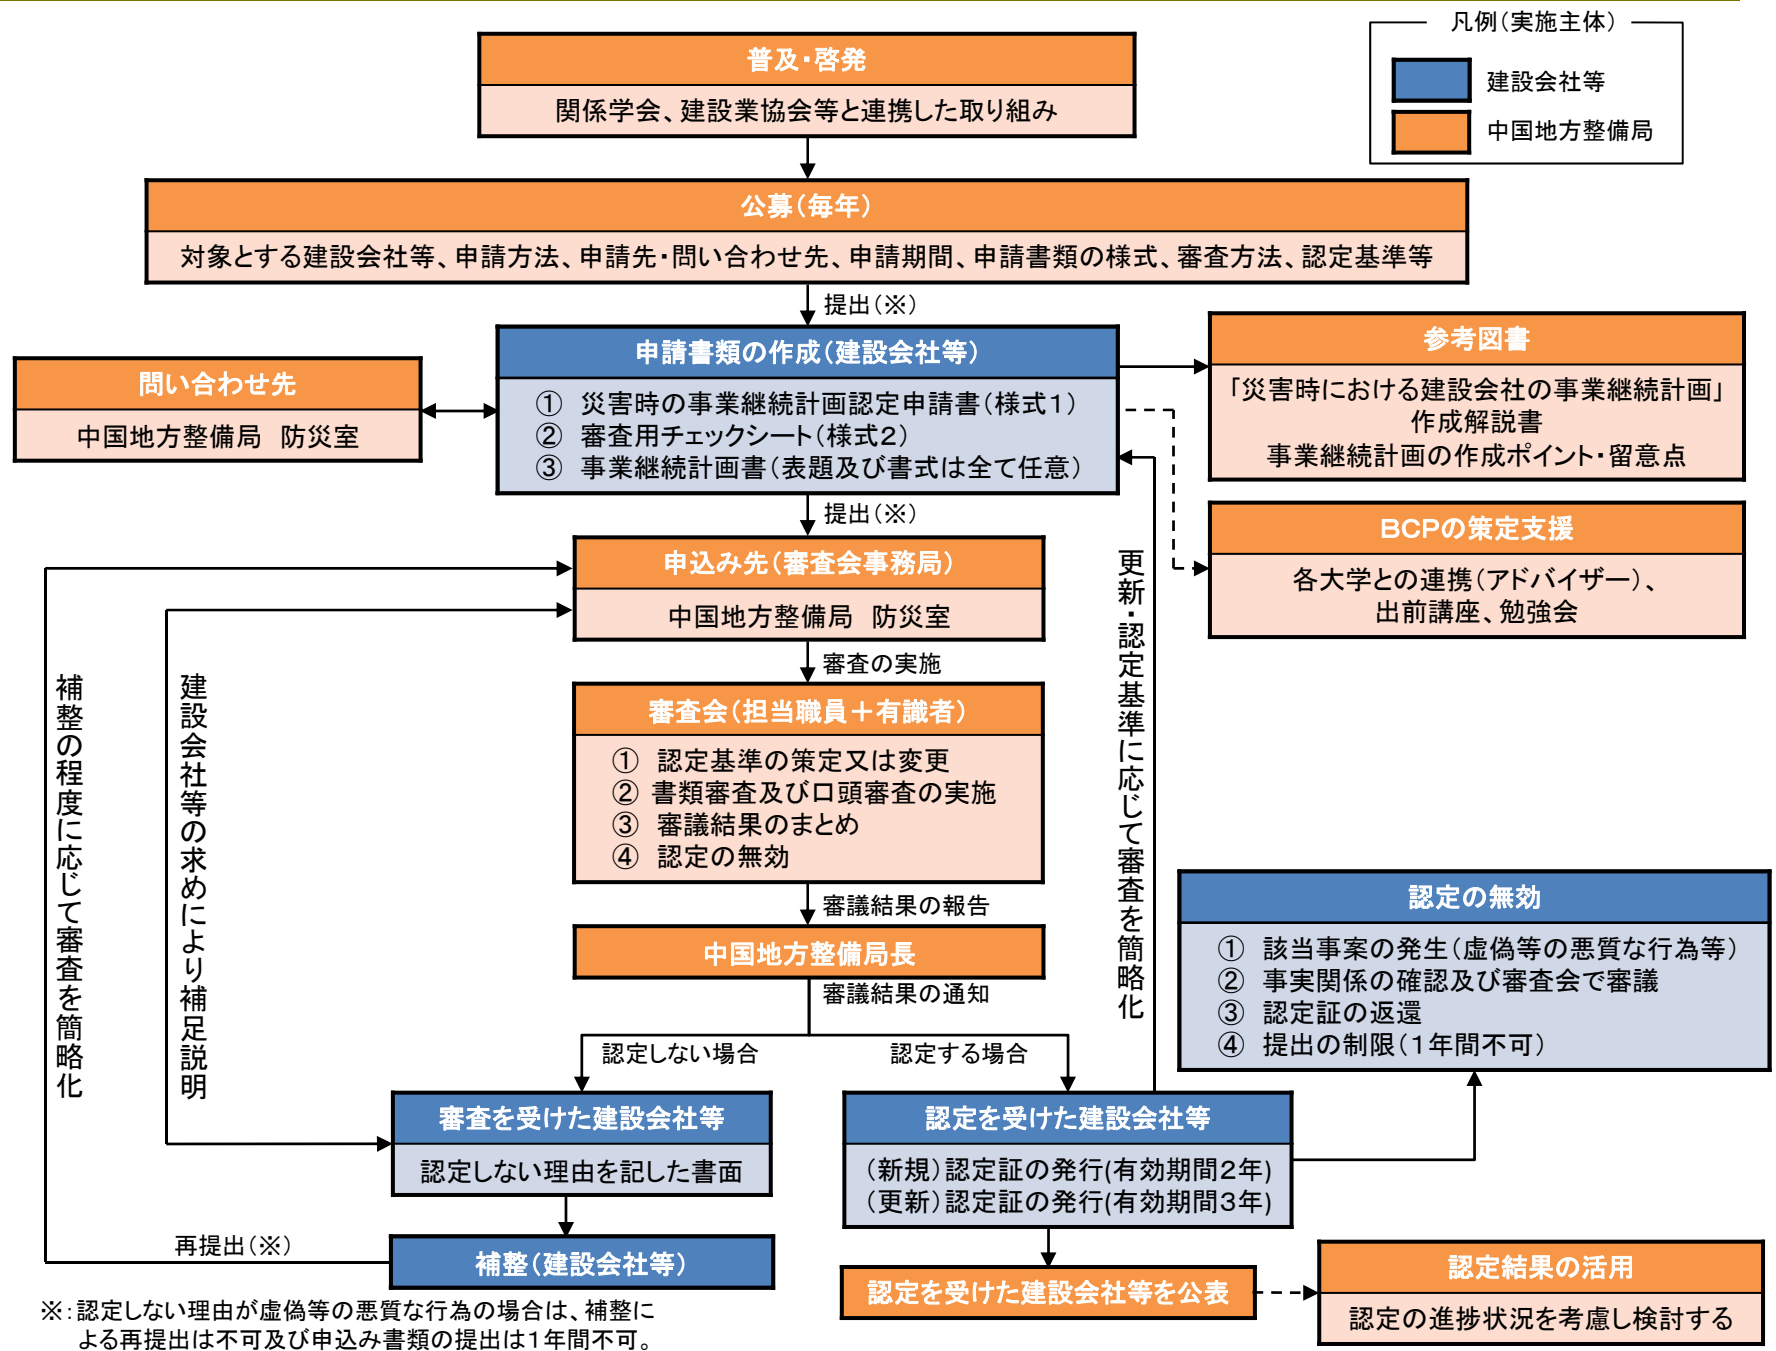 凡例（実施主体）
建設会社等
中国地方整備局
普及・啓発
関係学会、建設業協会等と連携した取り組み
公募（毎年）
対象とする建設会社等、申請方法、申請先・問い合わせ先、申請期間、申請書類の様式、審査方法、認定基準等
提出（※）
申請書類の作成（建設会社等）
① 災害時の事業継続計画認定申請書（様式１）
② 審査用チェックシート（様式２）
③ 事業継続計画書（表題及び書式は全て任意）
問い合わせ先
中国地方整備局　防災室
参考図書
「災害時における建設会社の事業継続計画」
作成解説書
事業継続計画の作成ポイント・留意点
BCPの策定支援
各大学との連携（アドバイザー）、
出前講座、勉強会
提出（※）
申込み先（審査会事務局）
中国地方整備局　防災室
審査の実施
審査会（担当職員＋有識者）
① 認定基準の策定又は変更
② 書類審査及び口頭審査の実施
③ 審議結果のまとめ
④ 認定の無効
審議結果の報告
中国地方整備局長
審議結果の通知
認定しない場合
認定する場合
補整の程度に応じて審査を簡略化
建設会社等の求めにより補足説明
更新・認定基準に応じて審査を簡略化
認定の無効
① 該当事案の発生（虚偽等の悪質な行為等）
② 事実関係の確認及び審査会で審議
③ 認定証の返還
④ 提出の制限（１年間不可）
審査を受けた建設会社等
認定しない理由を記した書面
認定を受けた建設会社等
（新規）認定証の発行(有効期間２年)
（更新）認定証の発行(有効期間３年)
再提出（※）
補整（建設会社等）
認定を受けた建設会社等を公表
認定結果の活用
認定の進捗状況を考慮し検討する
※：認定しない理由が虚偽等の悪質な行為の場合は、補整に
よる再提出は不可及び申込み書類の提出は１年間不可。